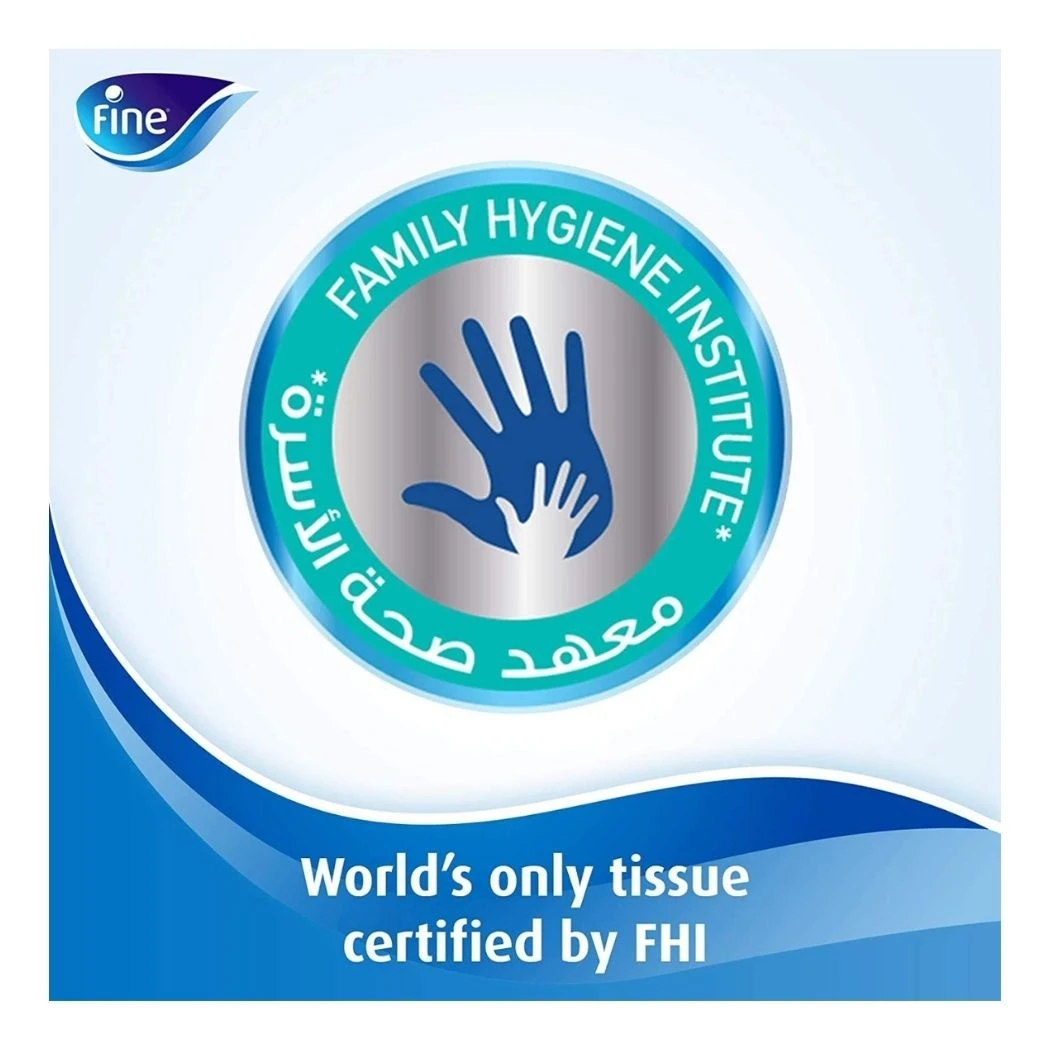 Fine®
FAMILY HYGIENE INSTITUTE*
معهد صحة الأسرة*
World's only tissue
certified by FHI